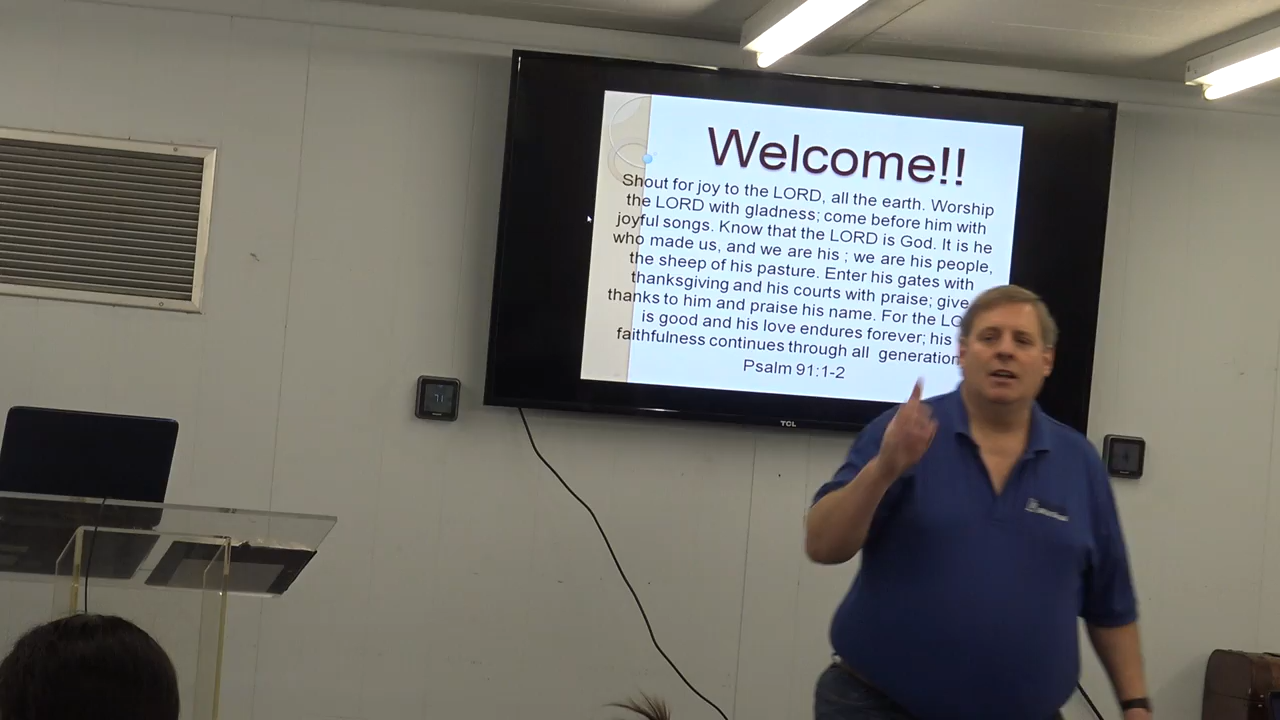 Welcome!!
Shout for joy to the LORD, all the earth. Worship
the LORD with gladness; come before him with
joyful songs. Know that the LORD is God. It is he
who made us, and we are his ; we are his people,
the sheep of his pasture. Enter his gates with
thanksgiving and his courts with praise; give
thanks to him and praise his name. For the
is good and his love endures forever; his
faithfulness continues through all generation
Psalm 91:1-2
TCL
71